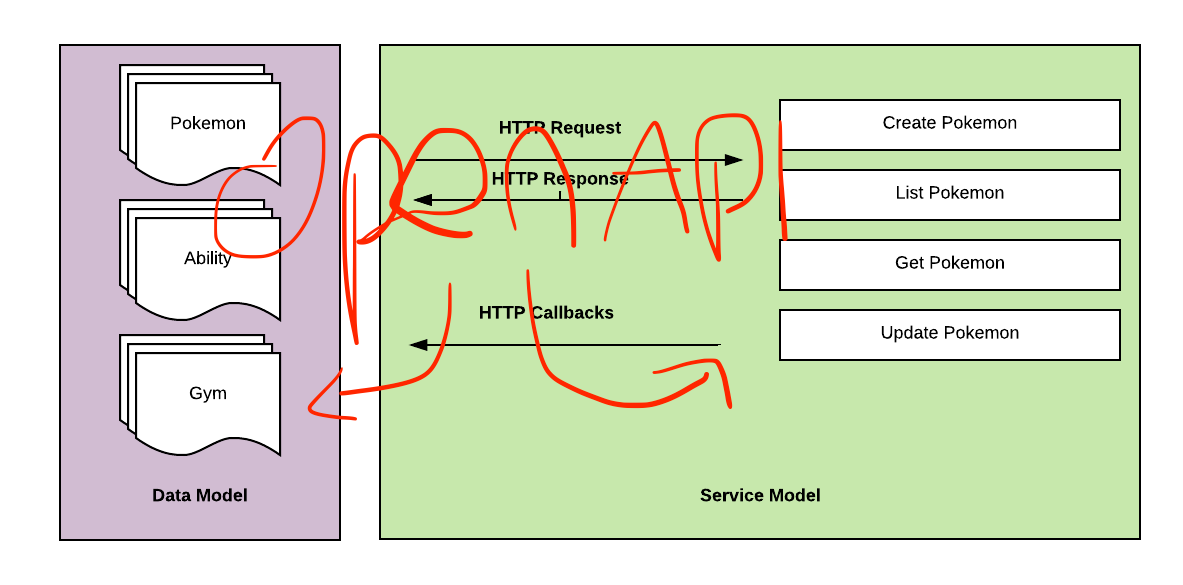 Pokemon
Ability
Gym
Data Model
HTTP Request
HTTP Response
HTTP Callbacks
Create Pokemon
List Pokemon
Get Pokemon
Update Pokemon
Service Model